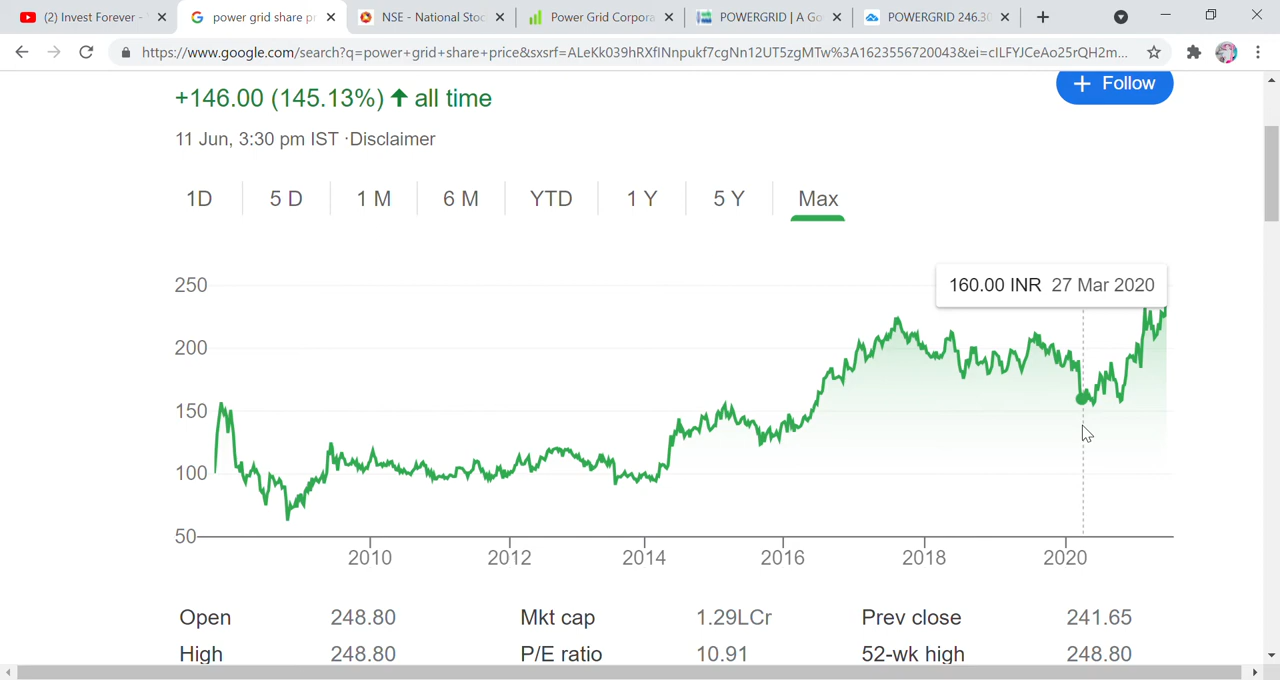 (2) Invest Forever - power grid share pr NSE - National Stoc Power Grid Corpora POWERGRID | A Go POWERGRID 246.30
https://www.google.com/search?q=power+grid+share+price&sxsrf=ALeKk039hRXfINnpukf7cgNn12UT5zgMTw%3A1623556720043&ei=cILFYJCeAo25rQH2m...
+146.00 (145.13%) all time
+ Follow
11 Jun, 3:30 pm IST ·Disclaimer
1D 5 D 1 M 6 M YTD 1 Y 5 Y Max
250
160.00 INR 27 Mar 2020
200
150
100
50
2010 2012 2014 2016 2018 2020
Open 248.80 Mkt cap 1.29LCr Prev close 241.65
High 248.80 P/E ratio 10.91 52-wk high 248.80